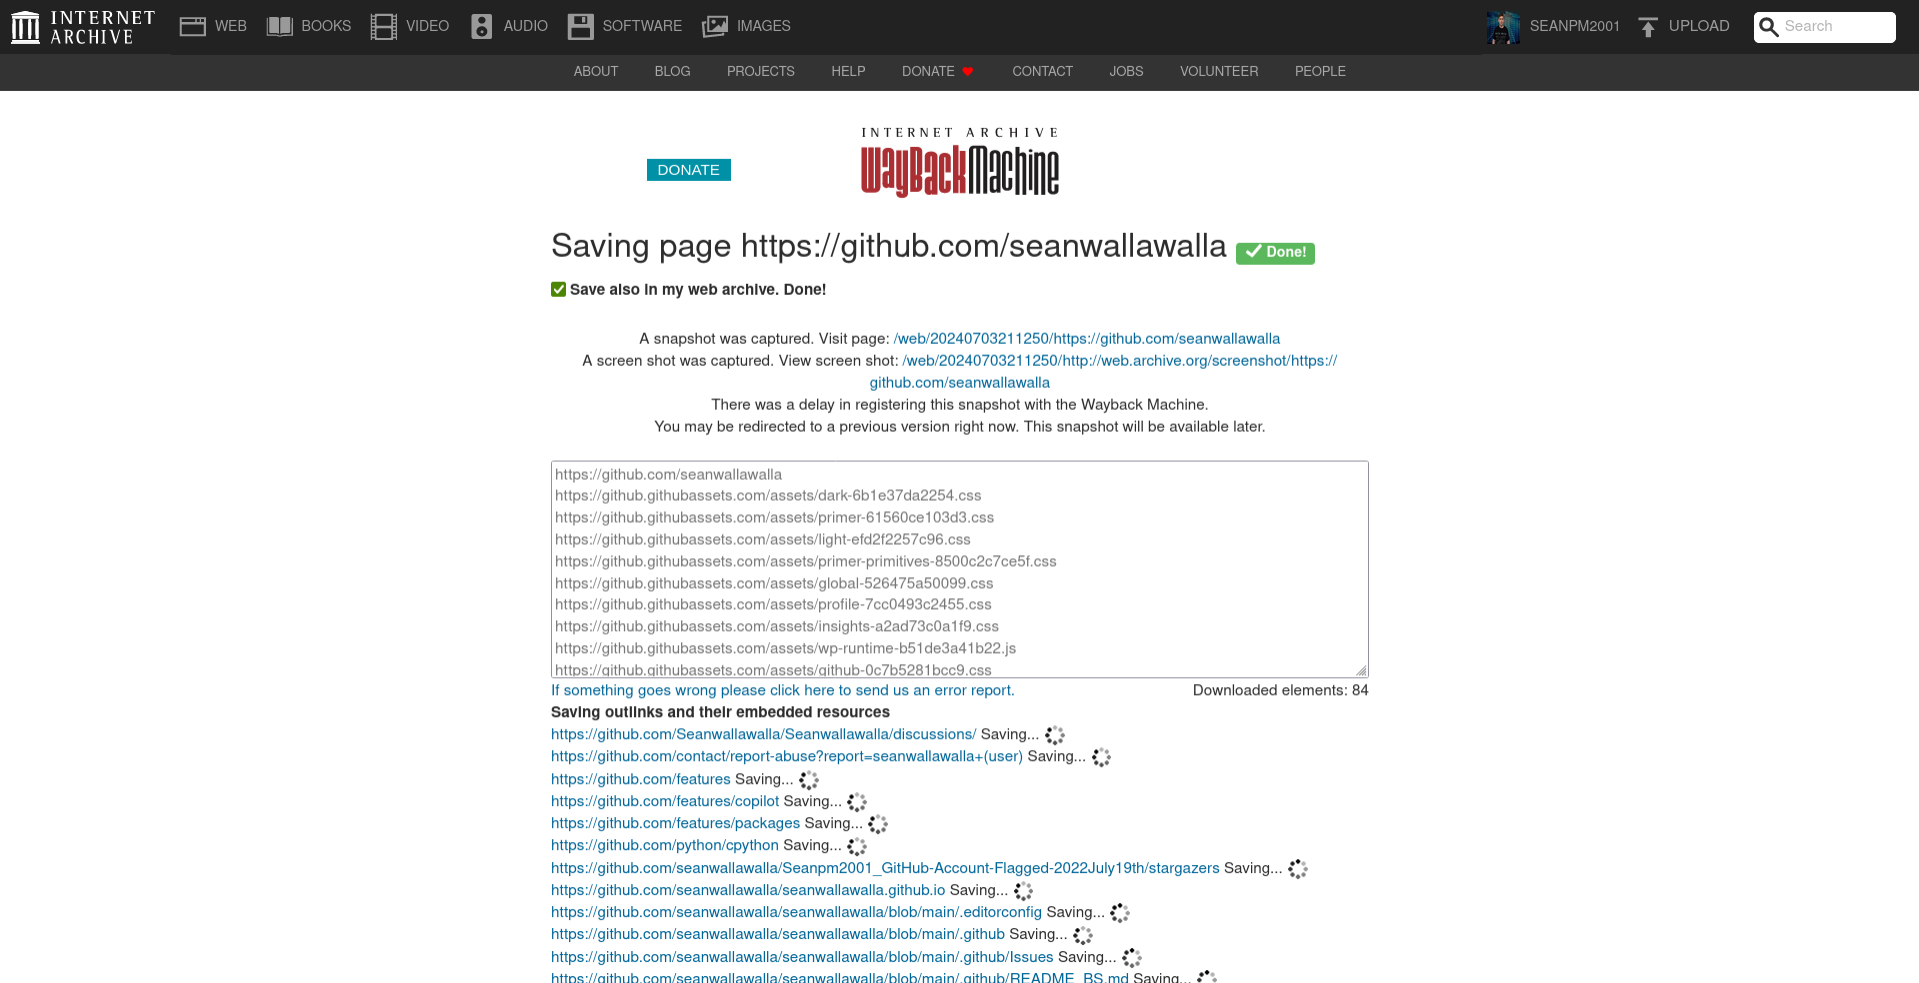 INTERNET ARCHIVE
WEB BOOKS VIDEO AUDIO SOFTWARE IMAGES SEANPM2001 UPLOAD Search
ABOUT BLOG PROJECTS HELP DONATE CONTACT JOBS VOLUNTEER PEOPLE
INTERNET ARCHIVE
DONATE WayBackMachine
Saving page https://github.com/seanwallawalla Done!
Save also in my web archive. Done!
A snapshot was captured. Visit page: /web/20240703211250/https://github.com/seanwallawalla
A screen shot was captured. View screen shot: /web/20240703211250/http://web.archive.org/screenshot/https://
github.com/seanwallawalla
There was a delay in registering this snapshot with the Wayback Machine.
You may be redirected to a previous version right now. This snapshot will be available later.
https://github.com/seanwallawalla
https://github.githubassets.com/assets/dark-6b1e37da2254.css
https://github.githubassets.com/assets/primer-61560ce103d3.css
https://github.githubassets.com/assets/light-efd2f2257c96.css
https://github.githubassets.com/assets/primer-primitives-8500c2c7ce5f.css
https://github.githubassets.com/assets/global-526475a50099.css
https://github.githubassets.com/assets/profile-7cc0493c2455.css
https://github.githubassets.com/assets/insights-a2ad73c0a1f9.css
https://github.githubassets.com/assets/wp-runtime-b51de3a41b22.js
https://github.githubassets.com/assets/github-0c7b5281bcc9.css
If something goes wrong please click here to send us an error report. Downloaded elements: 84
Saving outlinks and their embedded resources
https://github.com/Seanwallawalla/Seanwallawalla/discussions/ Saving...
https://github.com/contact/report-abuse?report=seanwallawalla+(user) Saving...
https://github.com/features Saving...
https://github.com/features/copilot Saving...
https://github.com/features/packages Saving...
https://github.com/python/cpython Saving...
https://github.com/seanwallawalla/Seanpm2001_GitHub-Account-Flagged-2022July19th/stargazers Saving...
https://github.com/seanwallawalla/seanwallawalla.github.io Saving...
https://github.com/seanwallawalla/seanwallawalla/blob/main/.editorconfig Saving...
https://github.com/seanwallawalla/seanwallawalla/blob/main/.github Saving...
https://github.com/seanwallawalla/seanwallawalla/blob/main/.github/Issues Saving...
https://github.com/seanwallawalla/seanwallawalla/blob/main/.github/README_BS.md Saving...